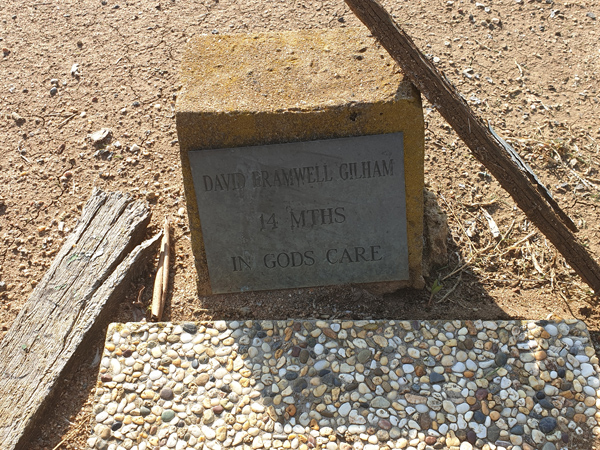 DAVID BRAMWELL GILHAM
14 MTHS
IN GODS CARE